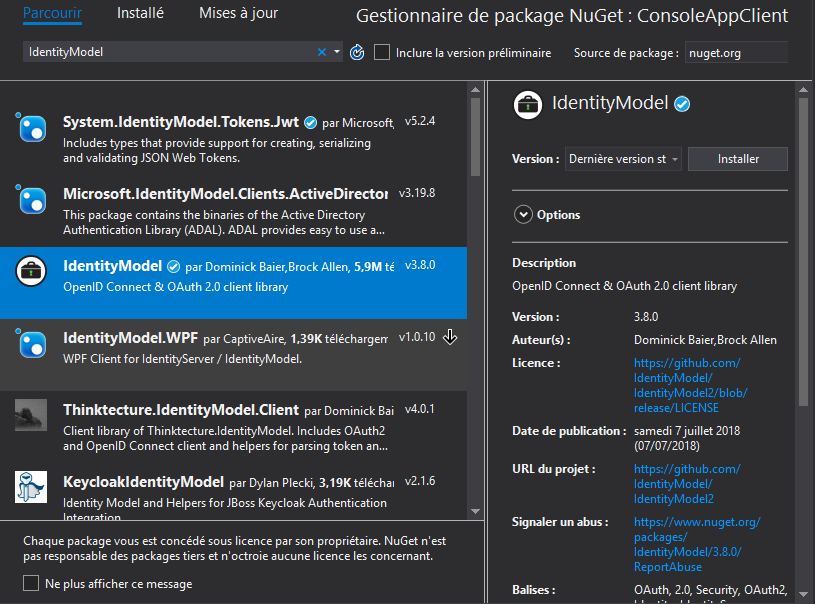 Parcourir Installé Mises à jour
Gestionnaire de package NuGet : ConsoleAppClient
IdentityModel
Inclure la version préliminaire
Source de package : nuget.org
System.IdentityModel.Tokens.Jwt par Microsoft, v5.2.4
Includes types that provide support for creating, serializing
and validating JSON Web Tokens.
Microsoft.IdentityModel.Clients.ActiveDirector v3.19.8
This package contains the binaries of the Active Directory
Authentication Library (ADAL). ADAL provides easy to use a...
IdentityModel par Dominick Baier,Brock Allen, 5,9M té v3.8.0
OpenID Connect & OAuth 2.0 client library
IdentityModel.WPF par CaptiveAire, 1,39K téléchargem v1.0.10
WPF Client for IdentityServer / IdentityModel.
Thinktecture.IdentityModel.Client par Dominick Bai v4.0.1
Client library of Thinktecture.IdentityModel. Includes OAuth2
and OpenID Connect client and helpers for parsing token an...
KeycloakIdentityModel par Dylan Plecki, 3,19K téléchar v2.1.6
Identity Model and Helpers for JBoss Keycloak Authentication
Integration
Chaque package vous est concédé sous licence par son propriétaire. NuGet n'est
pas responsable des packages tiers et n'octroie aucune licence les concernant.
Ne plus afficher ce message
IdentityModel
Version : Dernière version st Installer
Options
Description
OpenID Connect & OAuth 2.0 client library
Version : 3.8.0
Auteur(s) : Dominick Baier,Brock Allen
Licence : https://github.com/
IdentityModel/
IdentityModel2/blob/
release/LICENSE
Date de publication : samedi 7 juillet 2018
(07/07/2018)
URL du projet : https://github.com/
IdentityModel/
IdentityModel2
Signaler un abus : https://www.nuget.org/
packages/
IdentityModel/3.8.0/
ReportAbuse
Balises : OAuth, 2.0, Security, OAuth2,